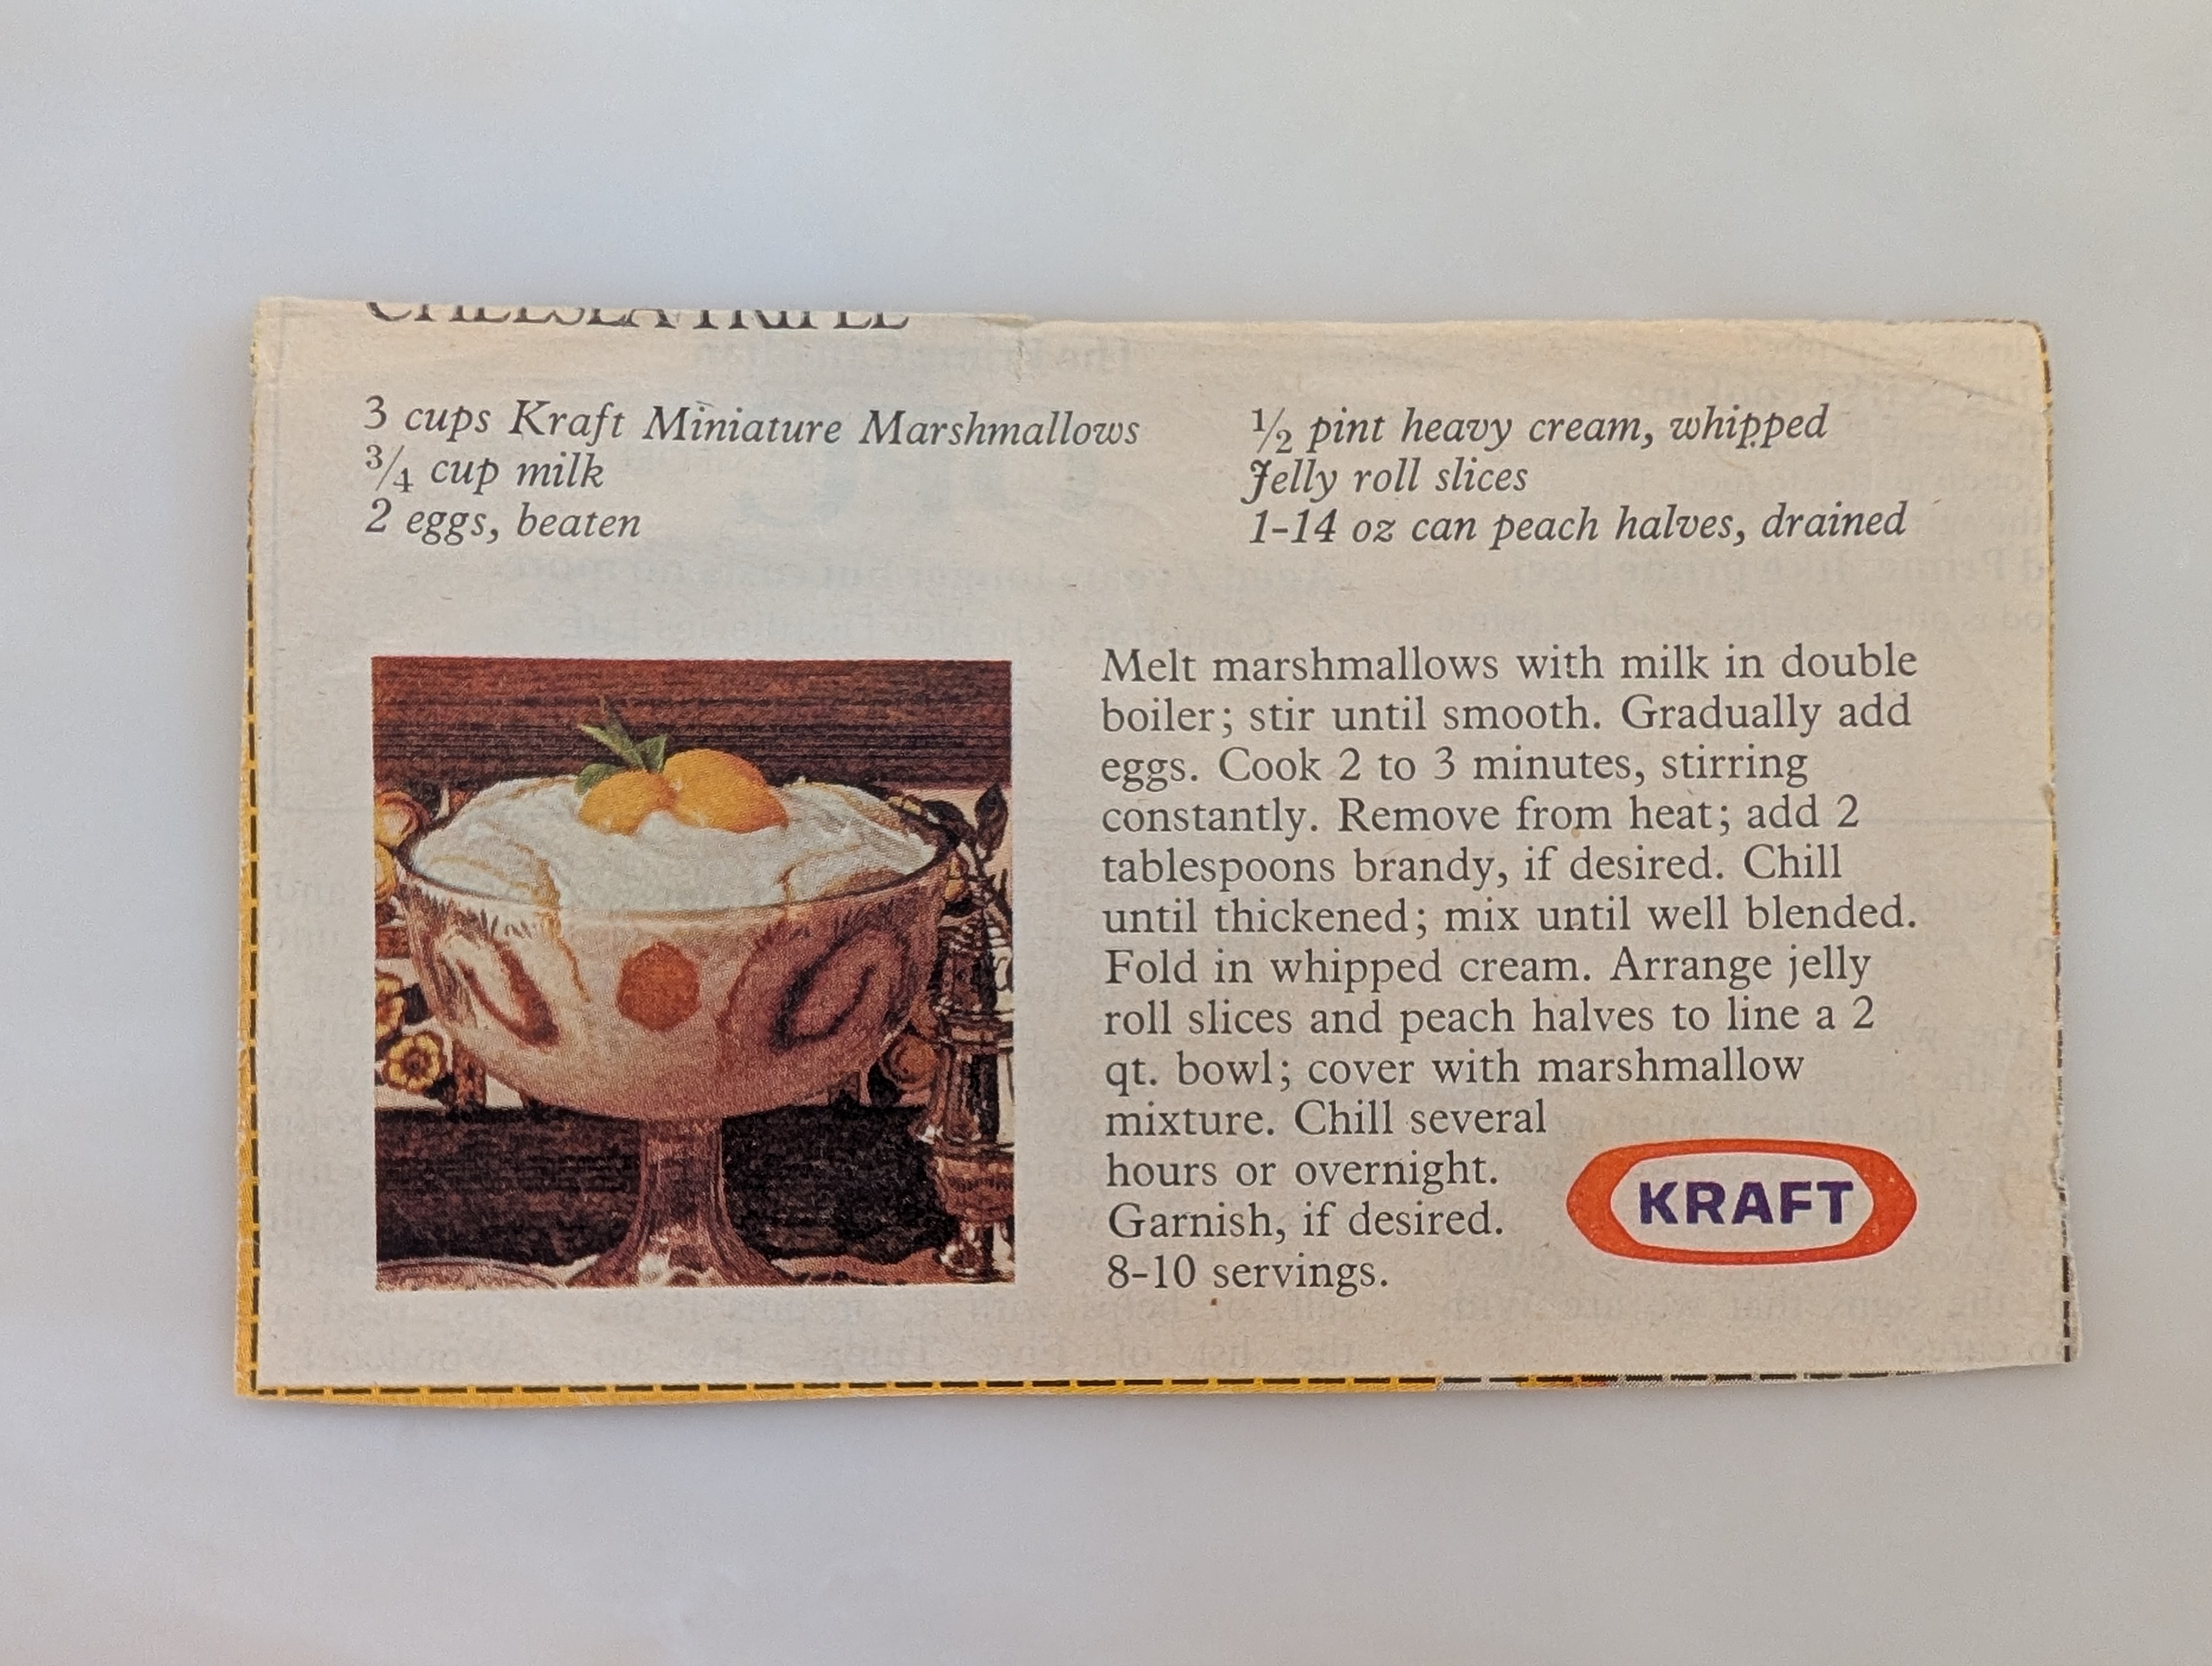 CHELSEA TRIFLE
3 cups Kraft Miniature Marshmallows
3/4 cup milk
2 eggs, beaten
1/2 pint heavy cream, whipped
Jelly roll slices
1-14 oz can peach halves, drained
Melt marshmallows with milk in double
boiler; stir until smooth. Gradually add
eggs. Cook 2 to 3 minutes, stirring
constantly. Remove from heat; add 2
tablespoons brandy, if desired. Chill
until thickened; mix until well blended.
Fold in whipped cream. Arrange jelly
roll slices and peach halves to line a 2
qt. bowl; cover with marshmallow
mixture. Chill several
hours or overnight.
Garnish, if desired.
8-10 servings.
KRAFT